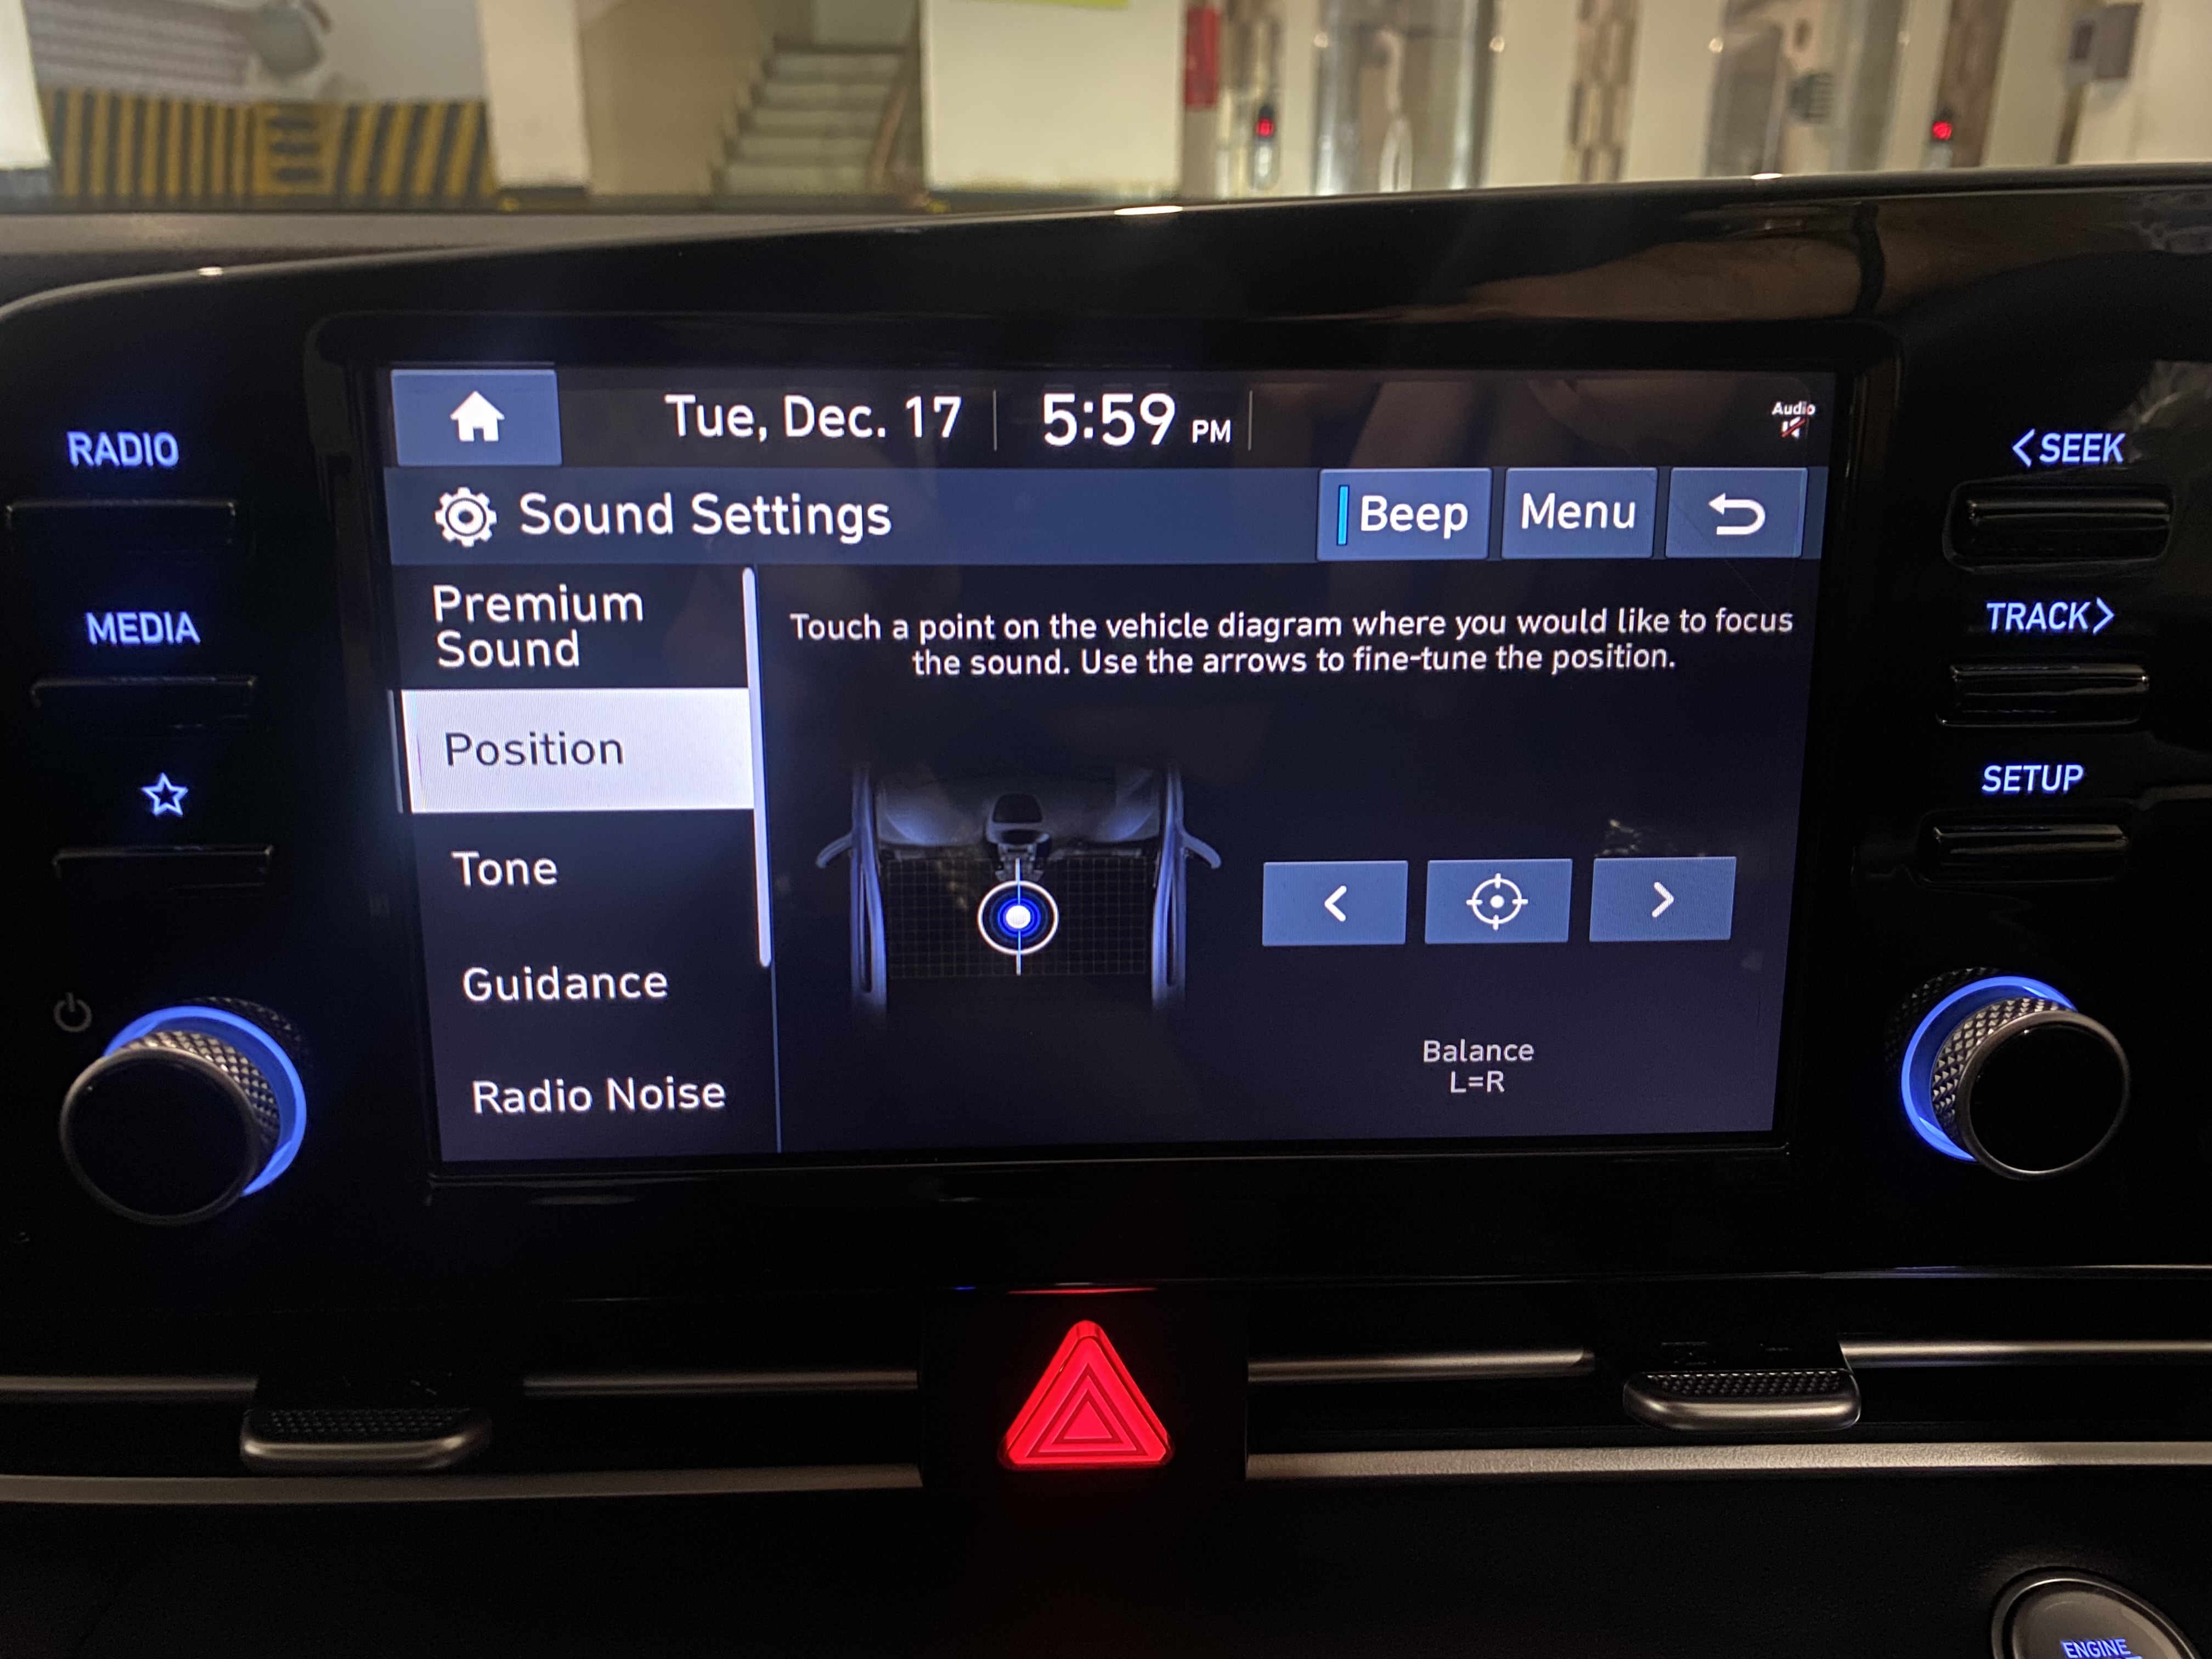 Tue, Dec. 17
5:59 PM
Audio
Sound Settings
Beep
Menu
Premium
Sound
Position
Tone
Guidance
Radio Noise
Touch a point on the vehicle diagram where you would like to focus
the sound. Use the arrows to fine-tune the position.
Balance
L=R
RADIO
MEDIA
<SEEK
TRACK>
SETUP
ENGINE